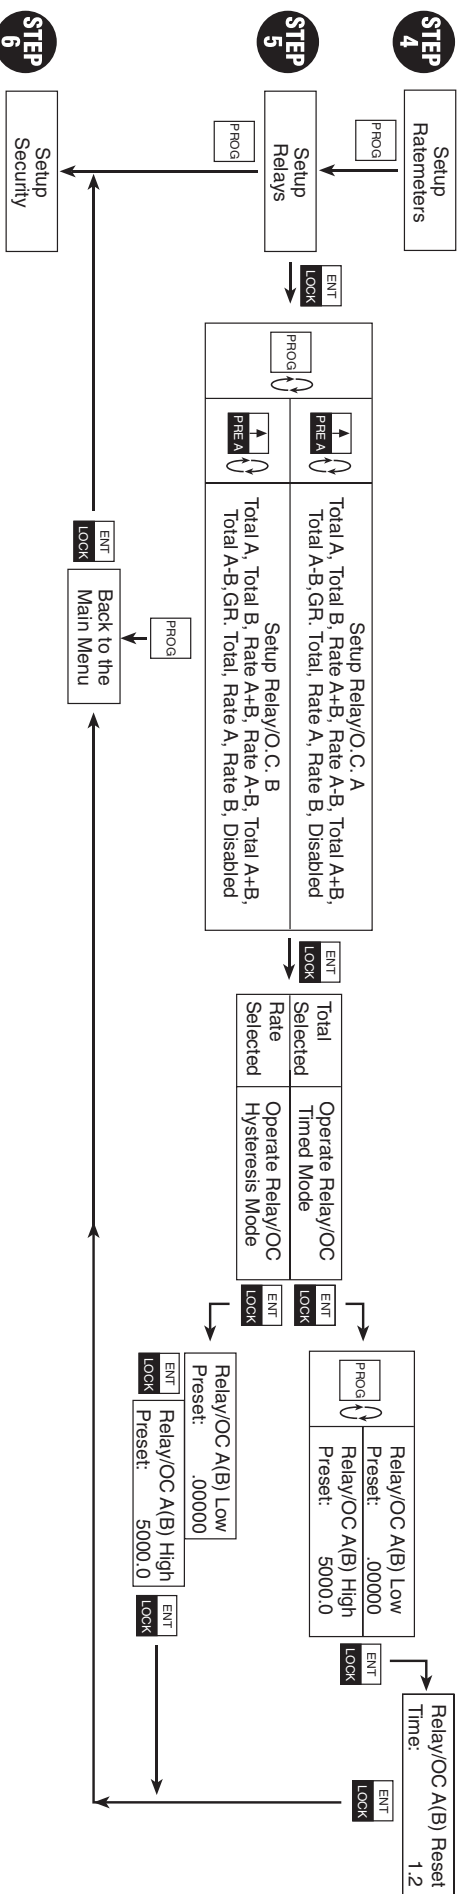 STEP
4
Setup
Ratemeters
PROG
STEP
5
Setup
Relays
ENT
LOCK
PROG
PRE A
Setup Relay/O.C. A
Total A, Total B, Rate A+B, Rate A-B, Total A+B,
Total A-B,GR. Total, Rate A, Rate B, Disabled
PRE A
Setup Relay/O.C. B
Total A, Total B, Rate A+B, Rate A-B, Total A+B,
Total A-B,GR. Total, Rate A, Rate B, Disabled
ENT
LOCK
Total
Selected
Operate Relay/OC
Timed Mode
Rate
Selected
Operate Relay/OC
Hysteresis Mode
ENT
LOCK
PROG
Relay/OC A(B) Low
Preset: .00000
Relay/OC A(B) High
Preset: 5000.0
ENT
LOCK
Relay/OC A(B) Reset
Time: 1.2
ENT
LOCK
ENT
LOCK
Relay/OC A(B) Low
Preset: .00000
ENT
LOCK
Relay/OC A(B) High
Preset: 5000.0
ENT
LOCK
PROG
PROG
Back to the
Main Menu
ENT
LOCK
STEP
6
Setup
Security